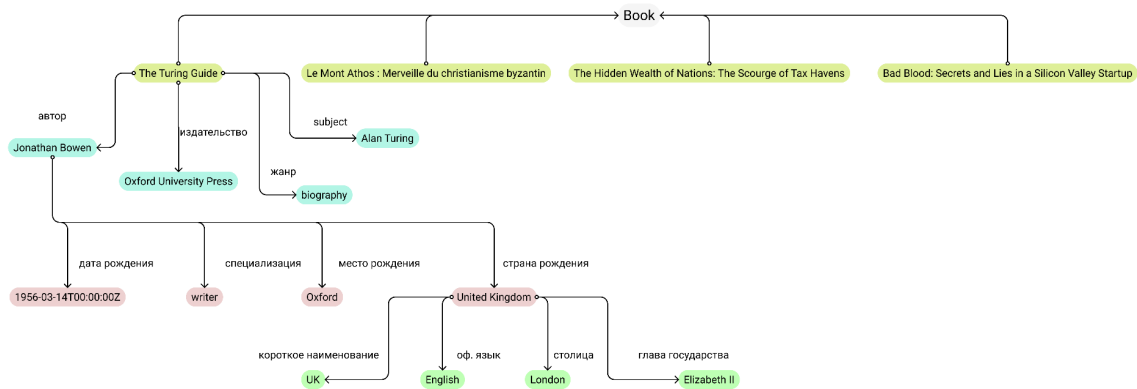 Book
The Turing Guide
Le Mont Athos : Merveille du christianisme byzantin
The Hidden Wealth of Nations: The Scourge of Tax Havens
Bad Blood: Secrets and Lies in a Silicon Valley Startup
автор
издательство
subject
Jonathan Bowen
Alan Turing
жанр
Oxford University Press
biography
дата рождения
специализация
место рождения
страна рождения
1956-03-14T00:00:00Z
writer
Oxford
United Kingdom
короткое наименование
оф. язык
столица
глава государства
UK
English
London
Elizabeth II